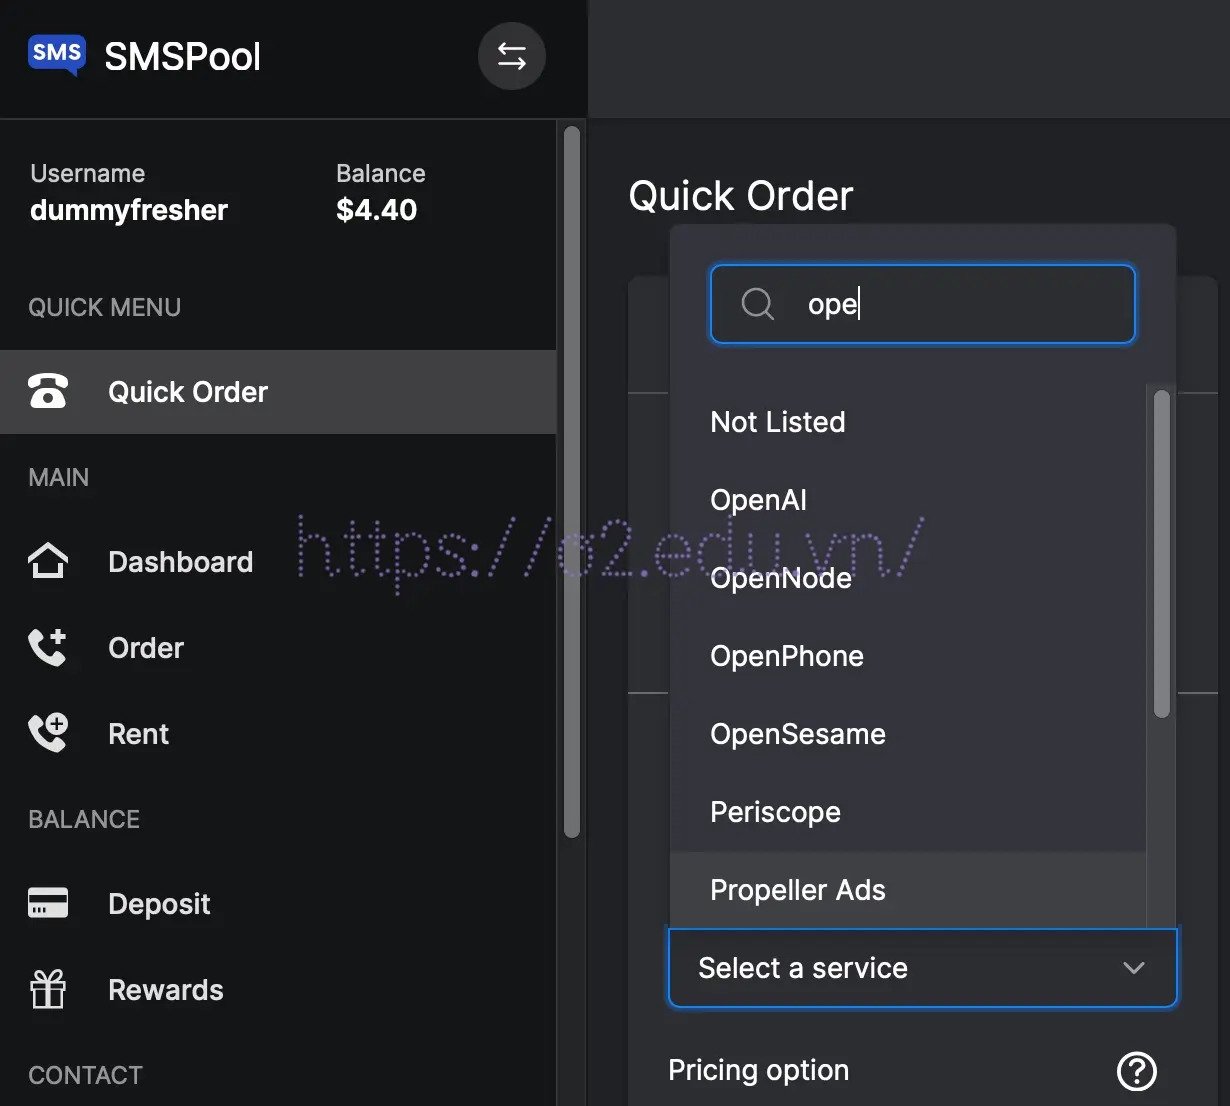 SMS SMSPool
Username
dummyfresher
Balance
$4.40
QUICK MENU
Quick Order
MAIN
Dashboard
Order
Rent
BALANCE
Deposit
Rewards
CONTACT
Quick Order
ope
Not Listed
OpenAI
OpenNode
OpenPhone
OpenSesame
Periscope
Propeller Ads
Select a service
Pricing option
?
https://o2.edu.vn/